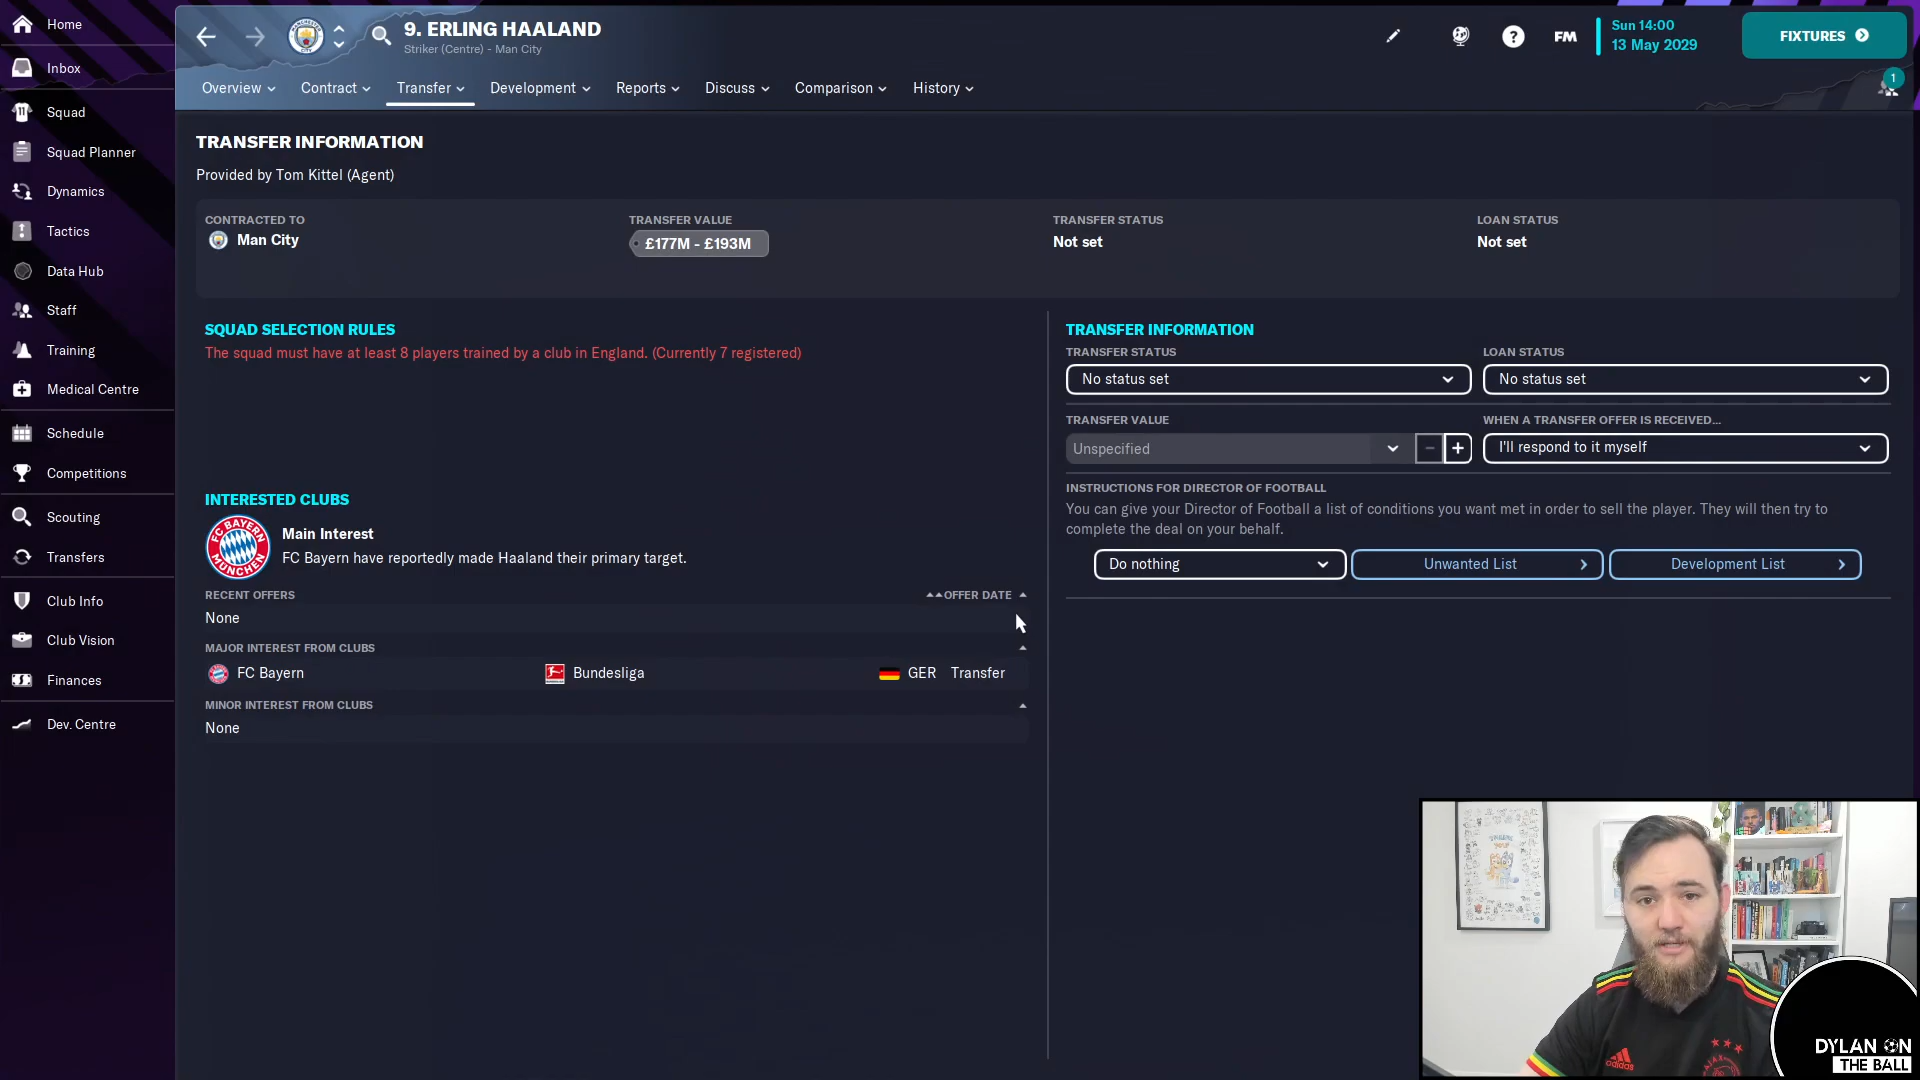 Home
Inbox
Squad
Squad Planner
Dynamics
Tactics
Data Hub
Staff
Training
Medical Centre
Schedule
Competitions
Scouting
Transfers
Club Info
Club Vision
Finances
Dev. Centre
9. ERLING HAALAND
Striker (Centre) - Man City
FM
Sun 14:00
13 May 2029
FIXTURES
Overview
Contract
Transfer
Development
Reports
Discuss
Comparison
History
1
TRANSFER INFORMATION
Provided by Tom Kittel (Agent)
CONTRACTED TO
Man City
TRANSFER VALUE
£177M - £193M
TRANSFER STATUS
Not set
LOAN STATUS
Not set
SQUAD SELECTION RULES
The squad must have at least 8 players trained by a club in England. (Currently 7 registered)
INTERESTED CLUBS
FC BAYERN MÜNCHEN
Main Interest
FC Bayern have reportedly made Haaland their primary target.
RECENT OFFERS
OFFER DATE
None
MAJOR INTEREST FROM CLUBS
FC Bayern
Bundesliga
GER
Transfer
MINOR INTEREST FROM CLUBS
None
TRANSFER INFORMATION
TRANSFER STATUS
No status set
LOAN STATUS
No status set
TRANSFER VALUE
Unspecified
WHEN A TRANSFER OFFER IS RECEIVED...
I'll respond to it myself
INSTRUCTIONS FOR DIRECTOR OF FOOTBALL
You can give your Director of Football a list of conditions you want met in order to sell the player. They will then try to
complete the deal on your behalf.
Do nothing
Unwanted List
Development List
adidas
DYLAN ON
THE BALL